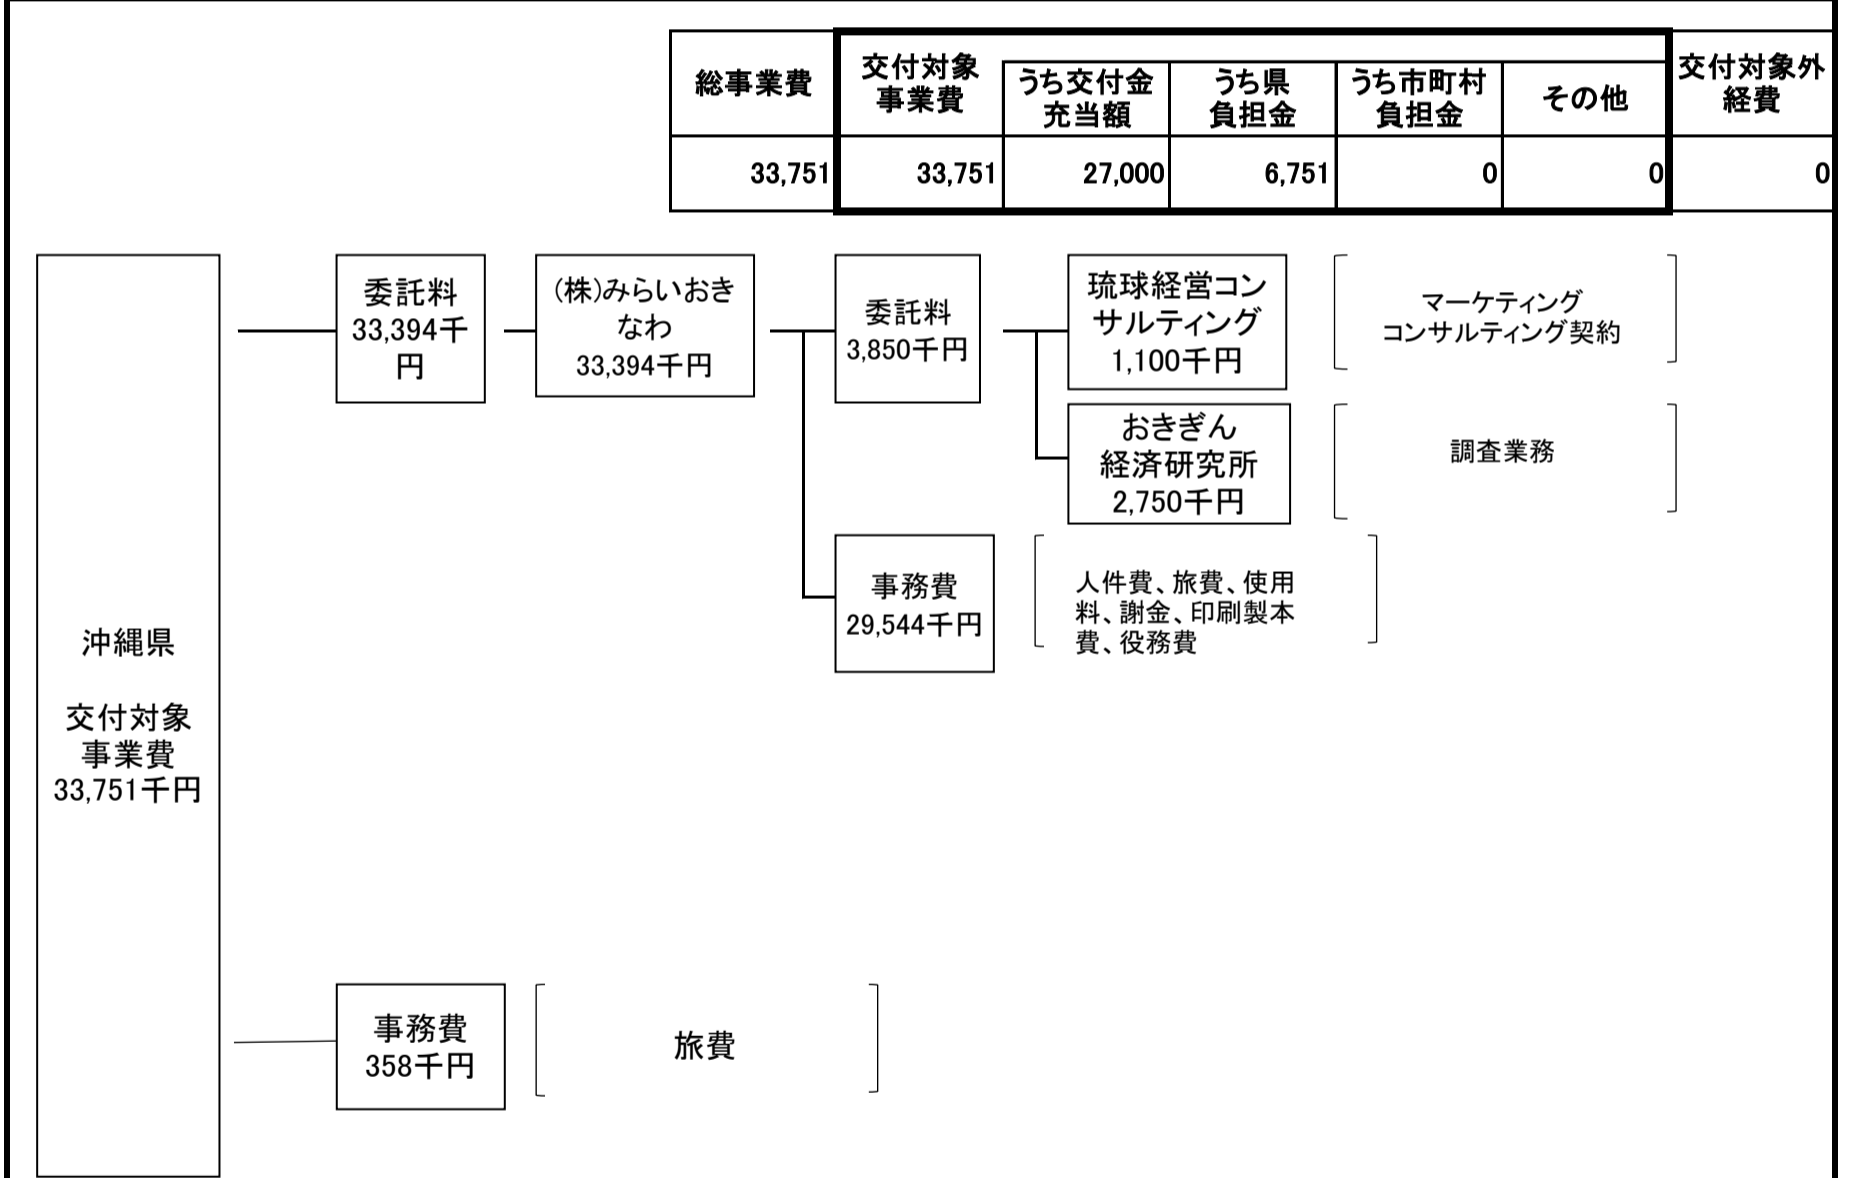 総事業費
交付対象
事業費
うち交付金
充当額
うち県
負担金
うち市町村
負担金
その他
交付対象外
経費
33,751
33,751
27,000
6,751
0
0
0
沖縄県
交付対象
事業費
33,751千円
委託料
33,394千
円
(株)みらいおき
なわ
33,394千円
委託料
3,850千円
琉球経営コン
サルティング
1,100千円
マーケティング
コンサルティング契約
おきぎん
経済研究所
2,750千円
調査業務
事務費
29,544千円
人件費、旅費、使用
料、謝金、印刷製本
費、役務費
事務費
358千円
旅費